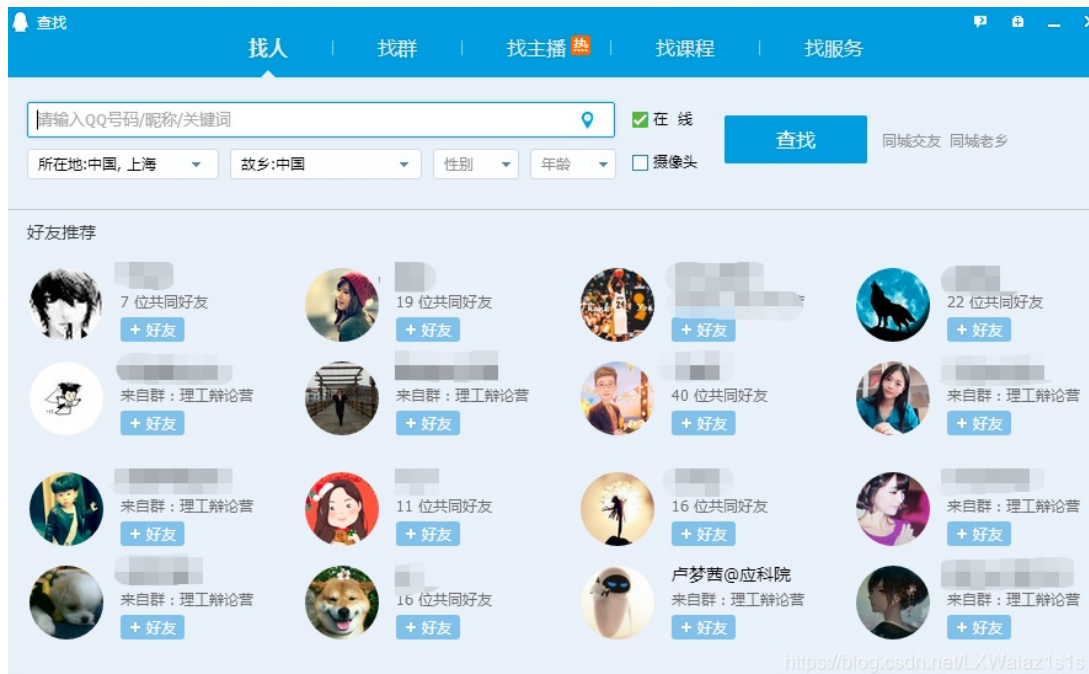 查找
找人 找群 找主播 热 找课程 找服务
请输入QQ号码/昵称/关键词 在 线 查找 同城交友 同城老乡
所在地:中国, 上海 故乡:中国 性别 年龄 摄像头
好友推荐
7 位共同好友 19 位共同好友 22 位共同好友
+ 好友 + 好友 + 好友 + 好友
来自群：理工辩论营 来自群：理工辩论营 40 位共同好友 来自群：理工辩论营
+ 好友 + 好友 + 好友 + 好友
来自群：理工辩论营 11 位共同好友 16 位共同好友 来自群：理工辩论营
+ 好友 + 好友 + 好友 + 好友
卢梦茜@应科院
来自群：理工辩论营 16 位共同好友 来自群：理工辩论营 来自群：理工辩论营
+ 好友 + 好友 + 好友 + 好友
https://blog.csdn.net/LXWalaz1s1s